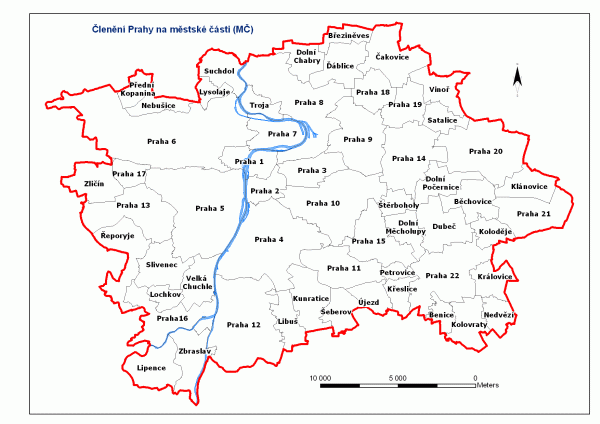 Členění Prahy na městské části (MČ)
Březiněves
Dolní
Chabry
Ďáblice
Čakovice
Suchdol
Lysolaje
Přední
Kopanina
Nebušice
Troja
Praha 8
Praha 18
Praha 19
Vinoř
Satalice
Praha 6
Praha 7
Praha 9
Praha 1
Praha 14
Praha 20
Praha 3
Praha 17
Zličín
Praha 2
Dolní
Počernice
Klánovice
Praha 13
Praha 5
Praha 10
Štěrboholy
Běchovice
Praha 21
Dolní
Měcholupy
Dubeč
Koloděje
Řeporyje
Praha 4
Praha 15
Slivenec
Velká
Chuchle
Lochkov
Praha 11
Petrovice
Praha 22
Královice
Křeslice
Kunratice
Šeberov
Újezd
Praha16
Praha 12
Libuš
Benice
Kolovraty
Nedvězí
Zbraslav
Lipence
10 000
5 000
0
Meters